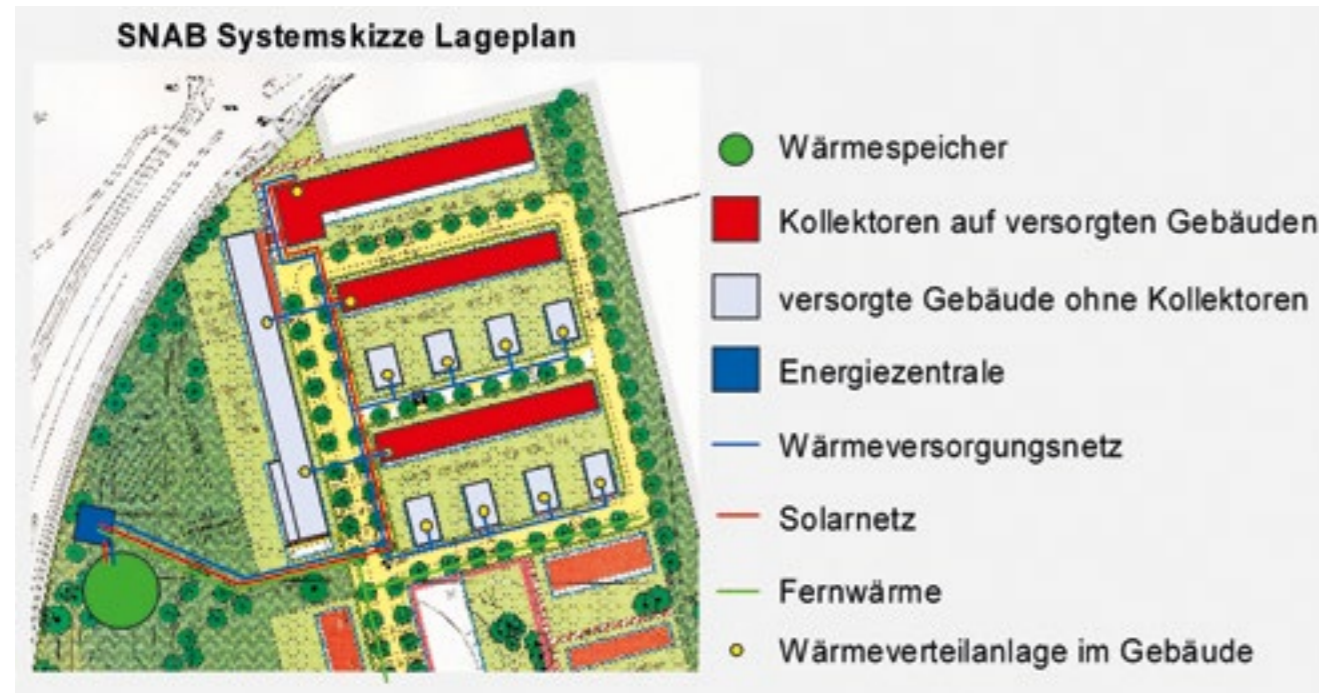 SNAB Systemskizze Lageplan
Wärmespeicher
Kollektoren auf versorgten Gebäuden
versorgte Gebäude ohne Kollektoren
Energiezentrale
Wärmeversorgungsnetz
Solarnetz
Fernwärme
Wärmeverteilanlage im Gebäude